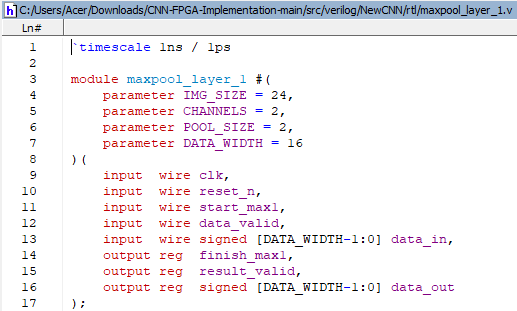 C:/Users/Acer/Downloads/CNN-FPGA-Implementation-main/src/verilog/NewCNN/rtl/maxpool_layer_1.v
Ln#
1 `timescale 1ns / 1ps
2
3 module maxpool_layer_1 #(
4 parameter IMG_SIZE = 24,
5 parameter CHANNELS = 2,
6 parameter POOL_SIZE = 2,
7 parameter DATA_WIDTH = 16
8 )(
9 input  wire clk,
10 input  wire reset_n,
11 input  wire start_max1,
12 input  wire data_valid,
13 input  wire signed [DATA_WIDTH-1:0] data_in,
14 output reg  finish_max1,
15 output reg  result_valid,
16 output reg  signed [DATA_WIDTH-1:0] data_out
17 );